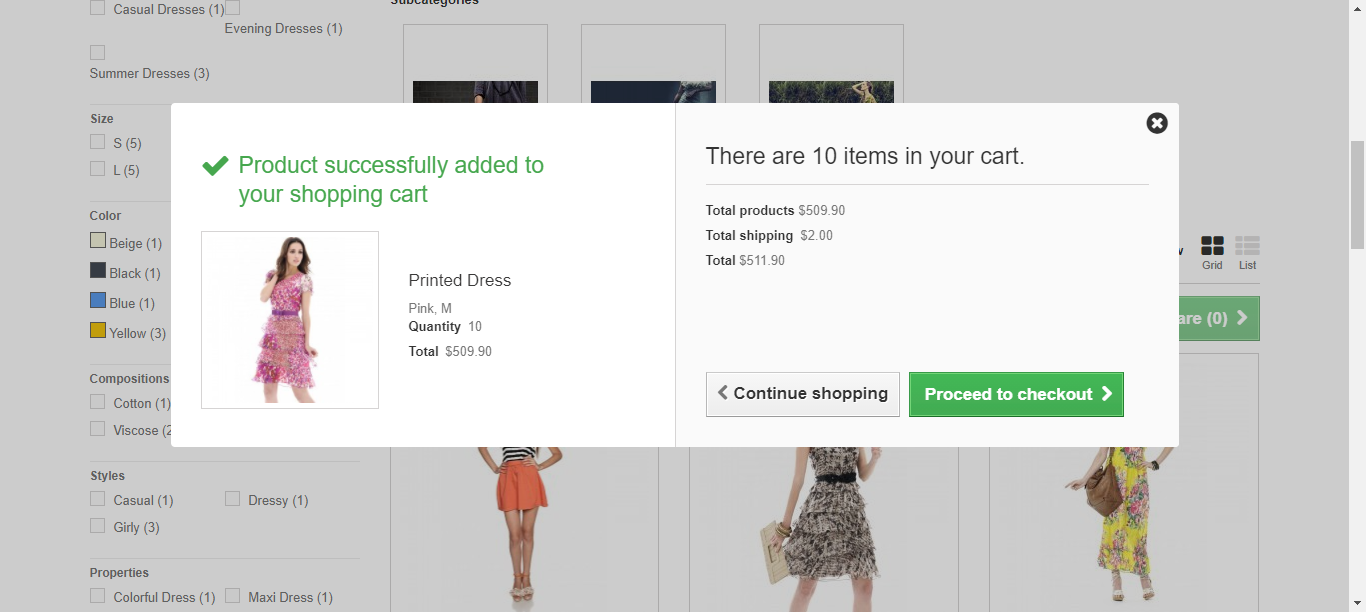 Subcategories
Casual Dresses (1)
Evening Dresses (1)
Summer Dresses (3)
Size
S (5)
L (5)
Color
Beige (1)
Black (1)
Blue (1)
Yellow (3)
Compositions
Cotton (1)
Viscose (2
Styles
Casual (1) Dressy (1)
Girly (3)
Properties
Colorful Dress (1) Maxi Dress (1)
Product successfully added to
your shopping cart
Printed Dress
Pink, M
Quantity 10
Total $509.90
There are 10 items in your cart.
Total products $509.90
Total shipping $2.00
Total $511.90
Continue shopping
Proceed to checkout
Grid List
are (0)